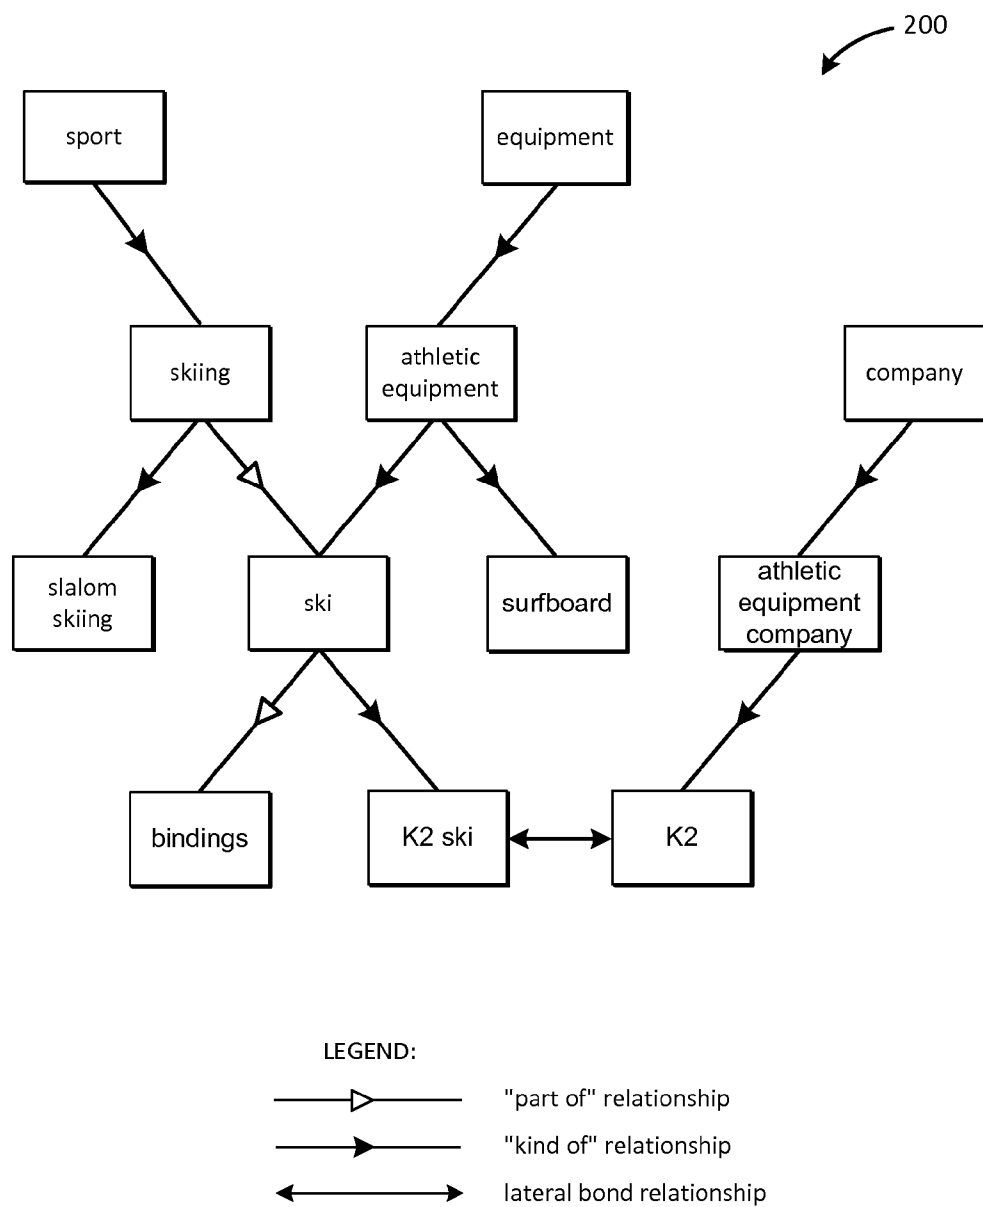 200
sport
equipment
skiing
athletic
equipment
company
slalom
skiing
ski
surfboard
athletic
equipment
company
bindings
K2 ski
K2
LEGEND:
"part of" relationship
"kind of" relationship
lateral bond relationship